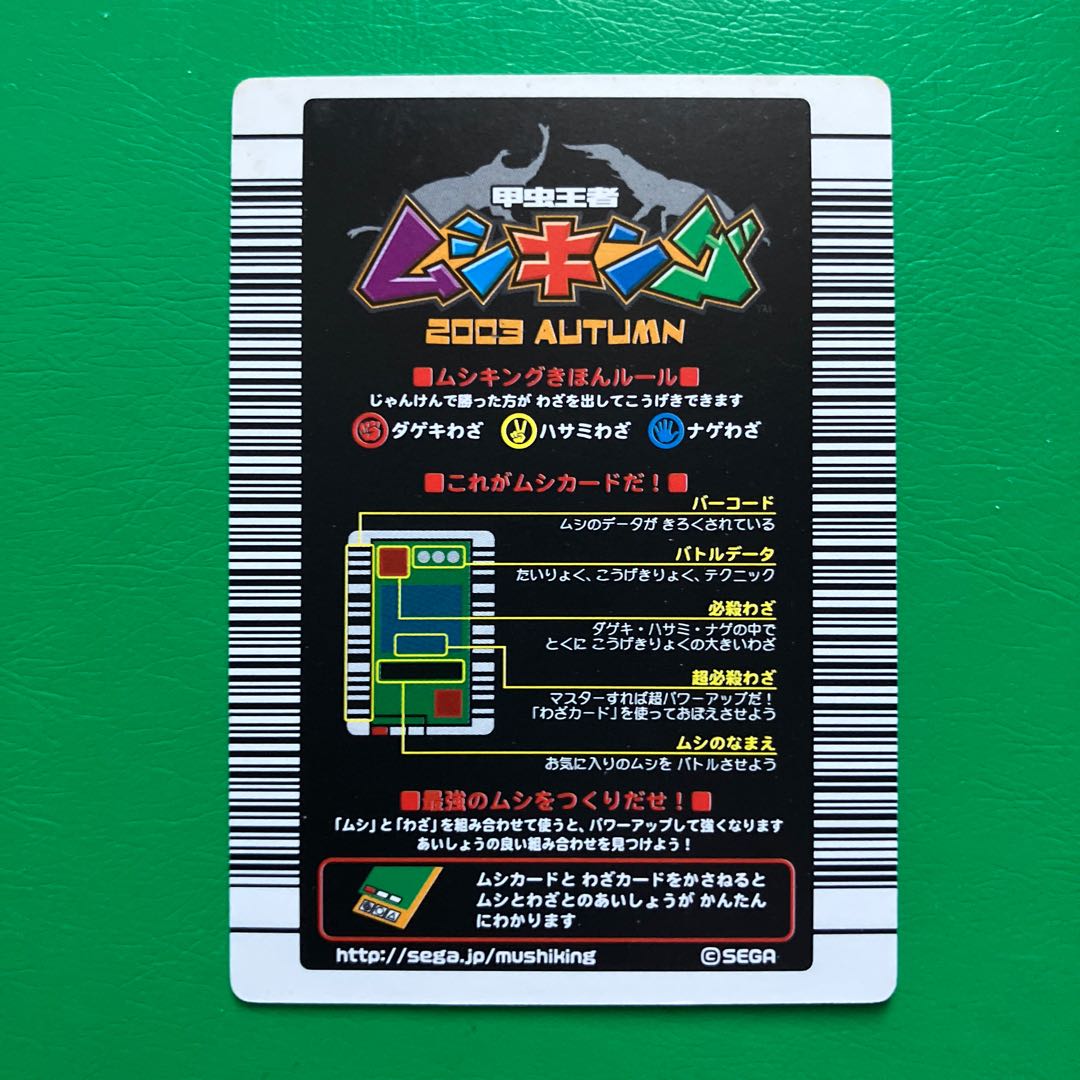 甲虫王者
ムシキング
TM
2003 AUTUMN
■ムシキングきほんルール■
じゃんけんで勝った方が わざを出してこうげきできます
ダゲキわざ ハサミわざ ナゲわざ
■これがムシカードだ！■
バーコード
ムシのデータが きろくされている
バトルデータ
たいりょく、こうげきりょく、テクニック
必殺わざ
ダゲキ・ハサミ・ナゲの中で
とくに こうげきりょくの大きいわざ
超必殺わざ
マスターすれば超パワーアップだ！
「わざカード」を使っておぼえさせよう
ムシのなまえ
お気に入りのムシを バトルさせよう
■最強のムシをつくりだせ！■
「ムシ」と「わざ」を組み合わせて使うと、パワーアップして強くなります
あいしょうの良い組み合わせを見つけよう！
ムシカードと わざカードをかさねると
ムシとわざとのあいしょうが かんたん
にわかります
http://sega.jp/mushiking
©SEGA